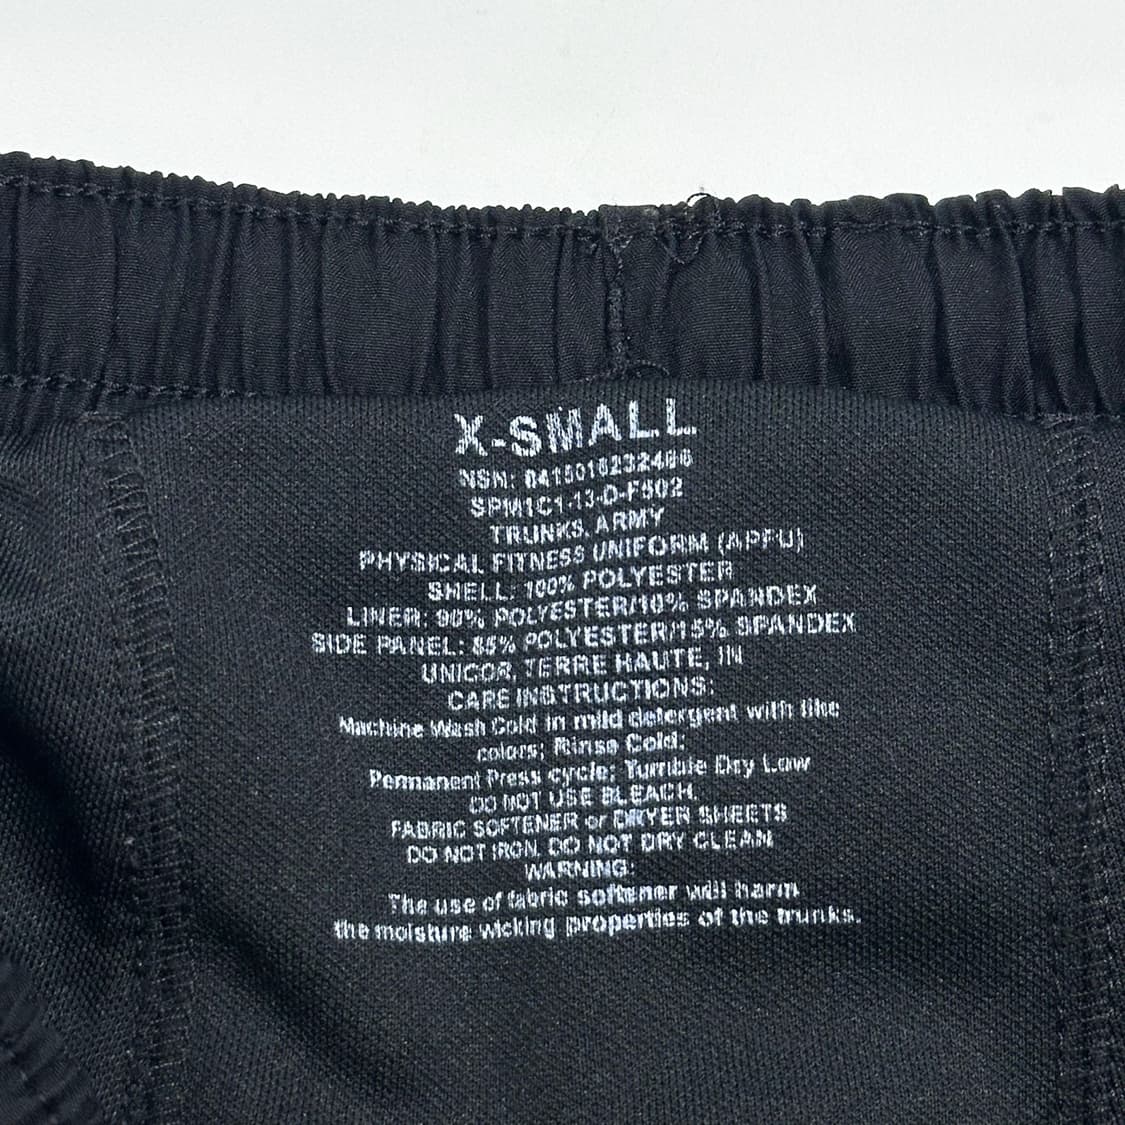 X-SMALL
NSN: 8415016232486
SPM1C1-13-D-F502
TRUNKS, ARMY
PHYSICAL FITNESS UNIFORM (APFU)
SHELL: 100% POLYESTER
LINER: 90% POLYESTER/10% SPANDEX
SIDE PANEL: 85% POLYESTER/15% SPANDEX
UNICOR, TERRE HAUTE, IN
CARE INSTRUCTIONS:
Machine Wash Cold in mild detergent with like
colors; Rinse Cold;
Permanent Press cycle; Tumble Dry Low
DO NOT USE BLEACH,
FABRIC SOFTENER or DRYER SHEETS
DO NOT IRON, DO NOT DRY CLEAN
WARNING:
The use of fabric softener will harm
the moisture wicking properties of the trunks.